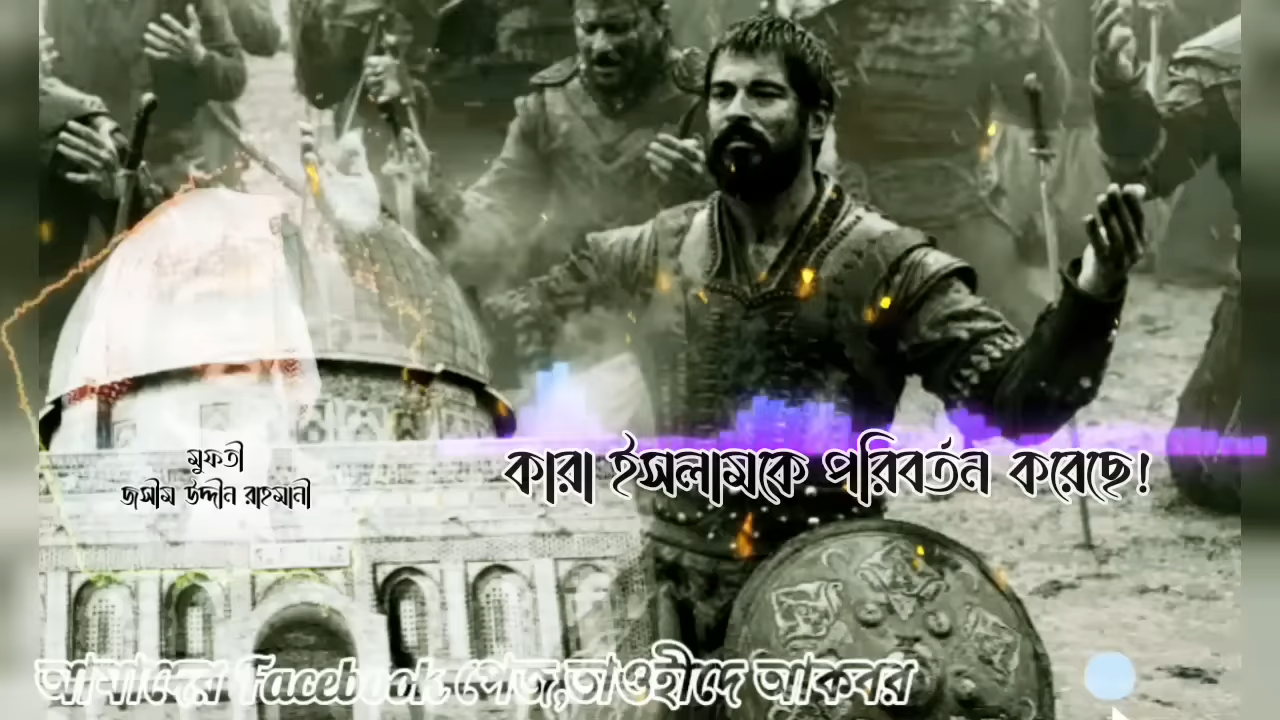 মুফতী
জসীম উদ্দীন রাহমানী
কারা ইসলামকে পরিবর্তন করেছে!
আমাদের Facebook পেজ,তাওহীদে আকবর